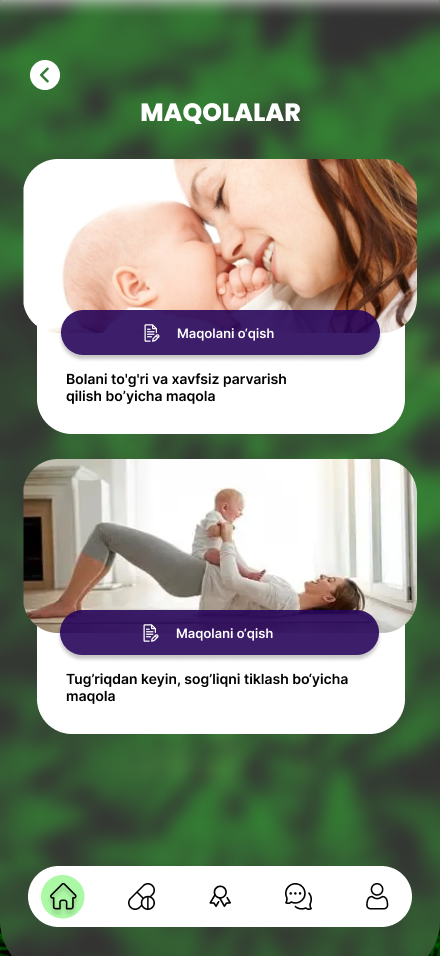 MAQOLALAR
Maqolani o‘qish
Bolani to'g'ri va xavfsiz parvarish
qilish bo‘yicha maqola
Maqolani o‘qish
Tug‘riqdan keyin, sog‘liqni tiklash bo‘yicha
maqola